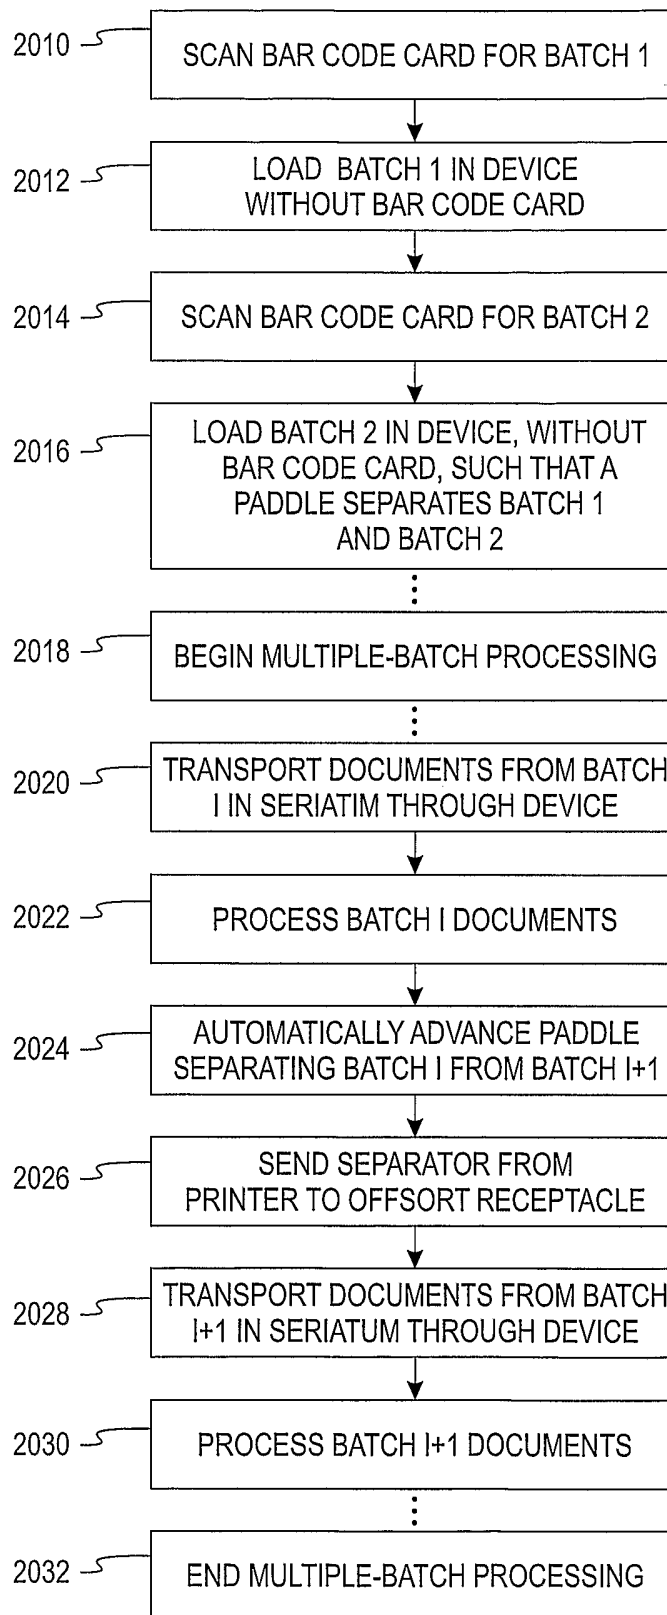 2010
SCAN BAR CODE CARD FOR BATCH 1
2012
LOAD BATCH 1 IN DEVICE
WITHOUT BAR CODE CARD
2014
SCAN BAR CODE CARD FOR BATCH 2
2016
LOAD BATCH 2 IN DEVICE, WITHOUT
BAR CODE CARD, SUCH THAT A
PADDLE SEPARATES BATCH 1
AND BATCH 2
2018
BEGIN MULTIPLE-BATCH PROCESSING
2020
TRANSPORT DOCUMENTS FROM BATCH
I IN SERIATIM THROUGH DEVICE
2022
PROCESS BATCH I DOCUMENTS
2024
AUTOMATICALLY ADVANCE PADDLE
SEPARATING BATCH I FROM BATCH I+1
2026
SEND SEPARATOR FROM
PRINTER TO OFFSORT RECEPTACLE
2028
TRANSPORT DOCUMENTS FROM BATCH
I+1 IN SERIATUM THROUGH DEVICE
2030
PROCESS BATCH I+1 DOCUMENTS
2032
END MULTIPLE-BATCH PROCESSING